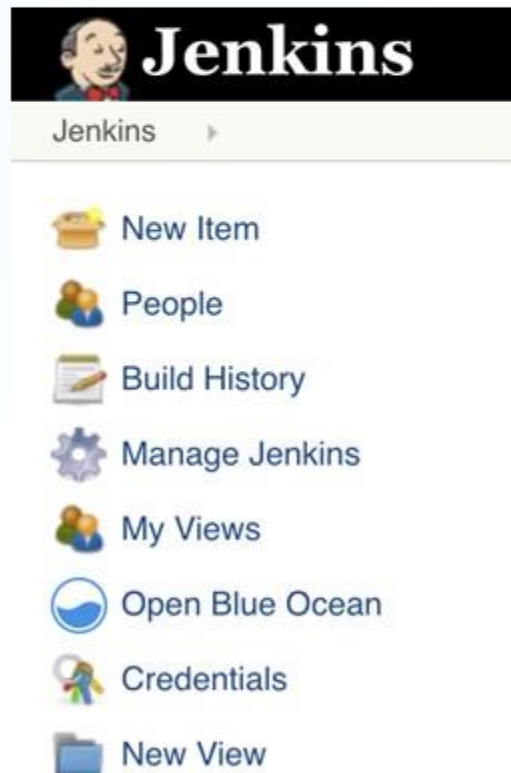 Jenkins
Jenkins
New Item
People
Build History
Manage Jenkins
My Views
Open Blue Ocean
Credentials
New View